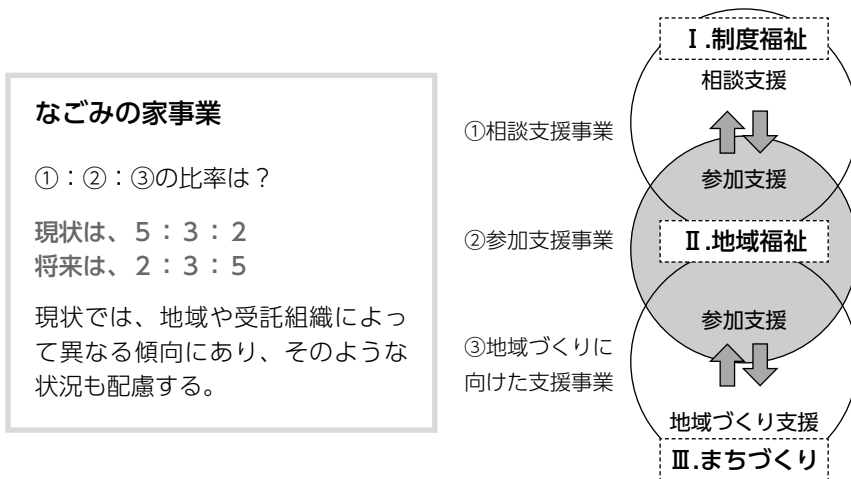 なごみの家事業
①：②：③の比率は？
現状は、５：３：２
将来は、２：３：５
現状では、地域や受託組織によっ
て異なる傾向にあり、そのような
状況も配慮する。
①相談支援事業
②参加支援事業
③地域づくりに
向けた支援事業
Ⅰ.制度福祉
相談支援
参加支援
Ⅱ.地域福祉
参加支援
地域づくり支援
Ⅲ.まちづくり